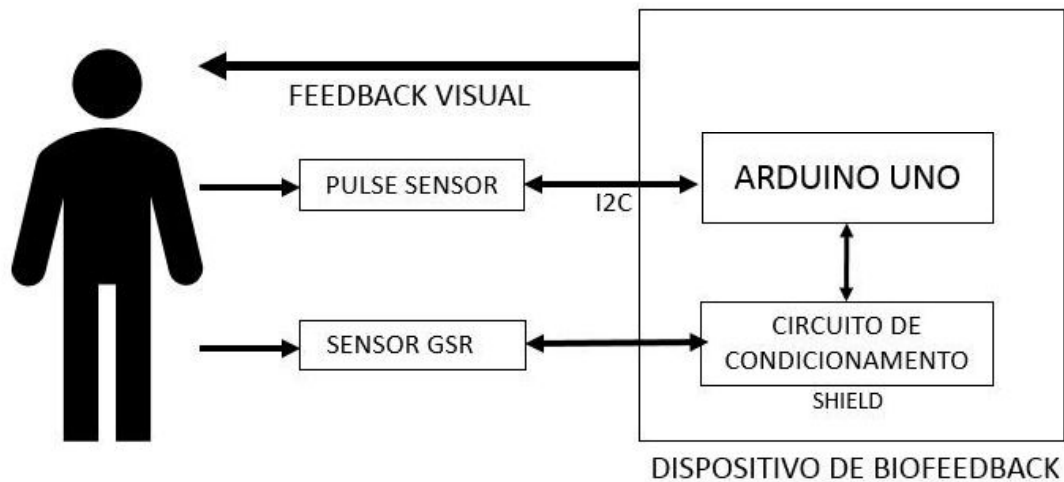 FEEDBACK VISUAL
PULSE SENSOR
I2C
ARDUINO UNO
SENSOR GSR
CIRCUITO DE
CONDICIONAMENTO
SHIELD
DISPOSITIVO DE BIOFEEDBACK